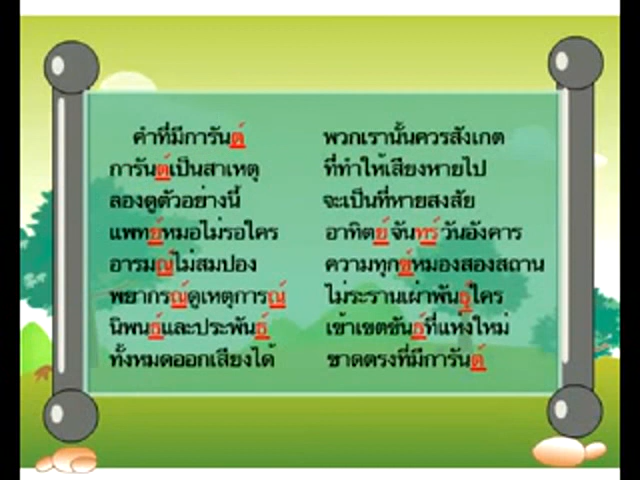 คำที่มีการันต์ พวกเรานั้นควรสังเกต
การันต์เป็นสาเหตุ ที่ทำให้เสียงหายไป
ลองดูตัวอย่างนี้ จะเป็นที่หายสงสัย
แพทย์หมอไม่รอใคร อาทิตย์ จันทร์ วันอังคาร
อารมณ์ไม่สมปอง ความทุกข์หมองสองสถาน
พยากรณ์ดูเหตุการณ์ ไม่ระรานเผ่าพันธุ์ใคร
นิพนธ์และประพันธ์ เข้าเขตขันธ์ที่แห่งใหม่
ทั้งหมดออกเสียงได้ ขาดตรงที่มีการันต์